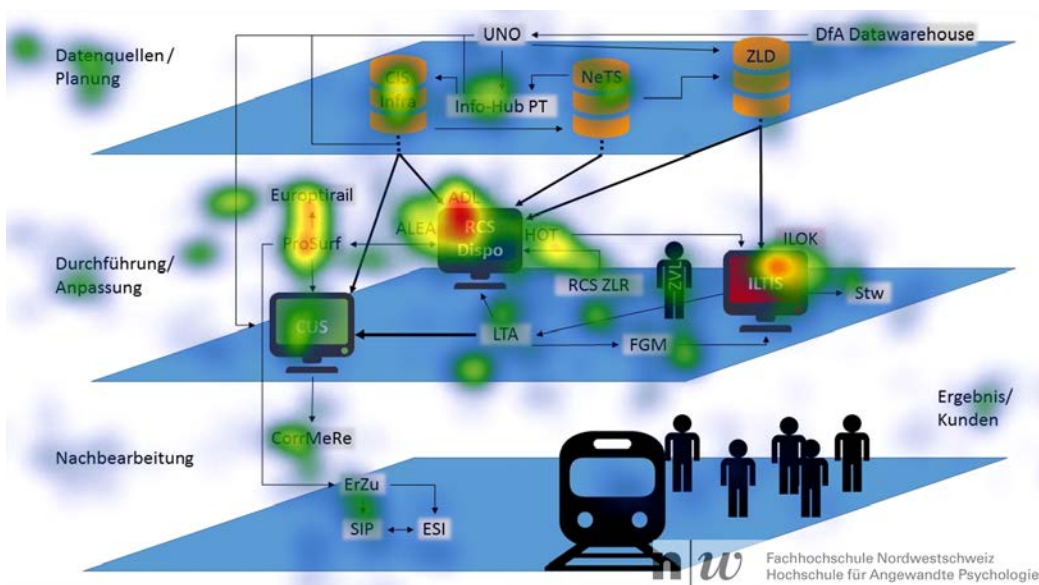 UNO
DfA Datawarehouse
Datenquellen /
Planung
CIS
Infra
Info-Hub PT
NeTS
ZLD
Europtirail
ADL
ALEA
RCS
Dispo
HOT
ProSurf
ILOK
Durchführung/
Anpassung
RCS ZLR
ZVL
ILTIS
Stw
CUS
LTA
FGM
Ergebnis/
Kunden
CorrMeRe
Nachbearbeitung
ErZu
SIP
ESI
n w
Fachhochschule Nordwestschweiz
Hochschule für Angewandte Psychologie